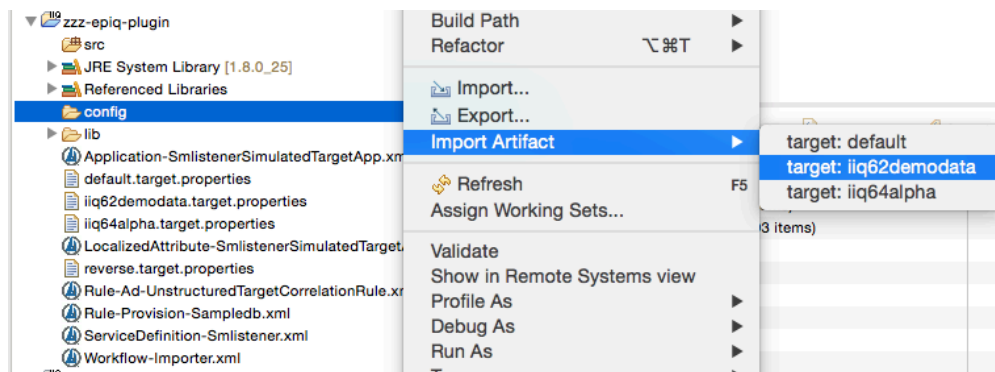 zzz-epiq-plugin
src
JRE System Library [1.8.0_25]
Referenced Libraries
config
lib
Application-SmlistenerSimulatedTargetApp.xm
default.target.properties
iiq62demodata.target.properties
iiq64alpha.target.properties
LocalizedAttribute-SmlistenerSimulatedTarget
reverse.target.properties
Rule-Ad-UnstructuredTargetCorrelationRule.xm
Rule-Provision-Sampledb.xml
ServiceDefinition-Smlistener.xml
Workflow-Importer.xml
Build Path
Refactor ⌥⌘T
Import...
Export...
Import Artifact
Refresh F5
Assign Working Sets...
Validate
Show in Remote Systems view
Profile As
Debug As
Run As
target: default
target: iiq62demodata
target: iiq64alpha
3 items)